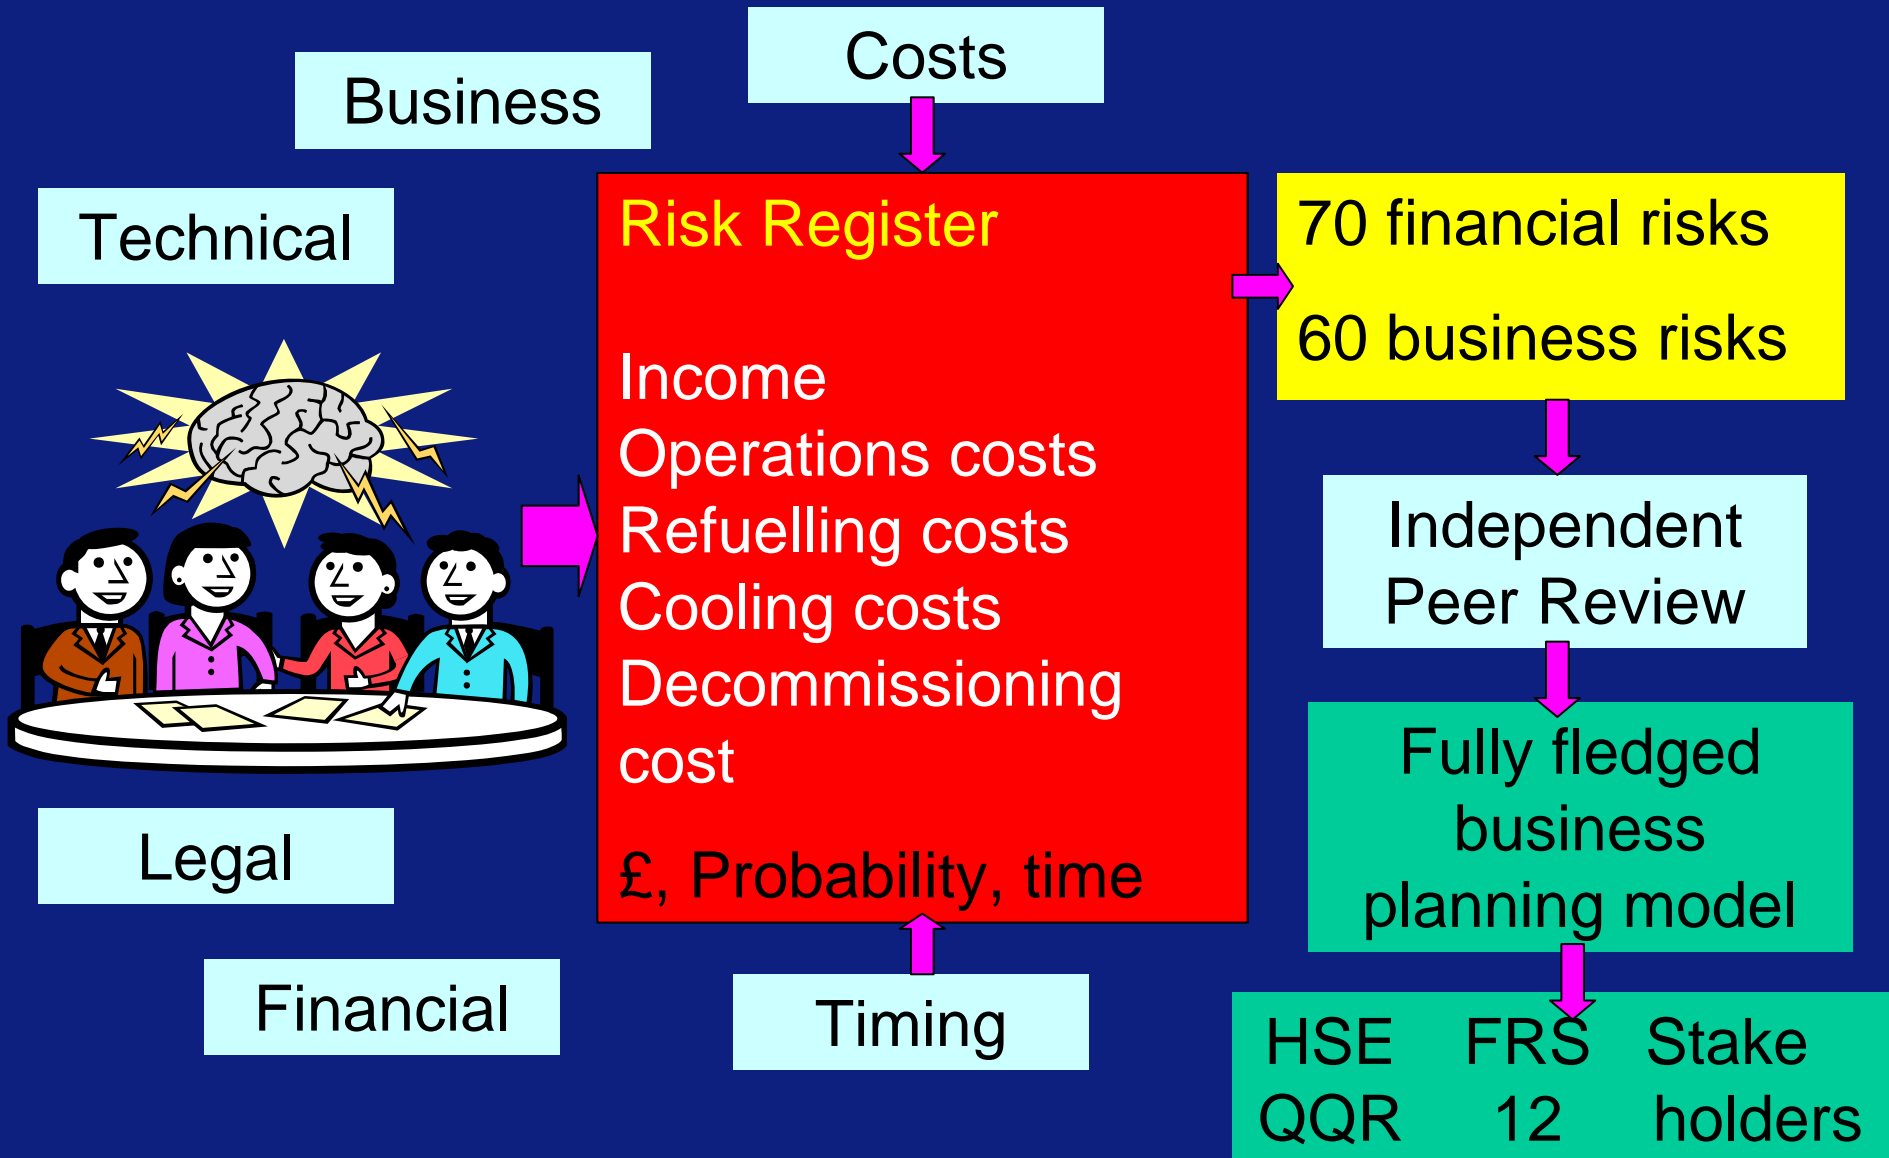 Costs
Business
Technical
Risk Register
Income
Operations costs
Refuelling costs
Cooling costs
Decommissioning
cost
£, Probability, time
70 financial risks
60 business risks
Independent
Peer Review
Fully fledged
business
planning model
Legal
Financial
Timing
HSE FRS Stake
QQR 12 holders